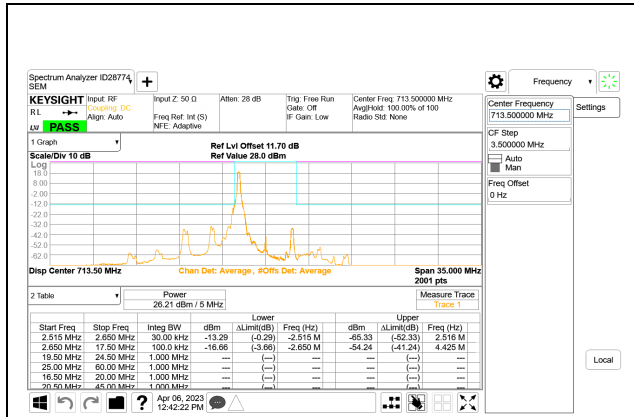 Spectrum Analyzer ID28774
SEM
Frequency
KEYSIGHT
RL
LXI
PASS
Input: RF
Coupling: DC
Align: Auto
Input Z: 50 Ω
Freq Ref: Int (S)
NFE: Adaptive
Atten: 28 dB
Trig: Free Run
Gate: Off
IF Gain: Low
Center Freq: 713.500000 MHz
Avg|Hold: 100.00% of 100
Radio Std: None
Center Frequency
713.500000 MHz
Settings
CF Step
3.500000 MHz
Auto
Man
Freq Offset
0 Hz
Local
1 Graph
Ref Lvl Offset 11.70 dB
Scale/Div 10 dB
Ref Value 28.0 dBm
Log
18.0
8.00
-2.00
-12.0
-22.0
-32.0
-42.0
-52.0
-62.0
Disp Center 713.50 MHz
Chan Det: Average, #Offs Det: Average
Span 35.000 MHz
2001 pts
2 Table
Power
26.21 dBm / 5 MHz
Measure Trace
Trace 1
Lower Upper
Start Freq Stop Freq Integ BW dBm ΔLimit(dB) Freq (Hz) dBm ΔLimit(dB) Freq (Hz)
2.515 MHz 2.650 MHz 30.00 kHz -13.29 (-0.29) -2.515 M -65.33 (-52.33) 2.516 M
2.650 MHz 17.50 MHz 100.0 kHz -16.66 (-3.66) -2.650 M -54.24 (-41.24) 4.425 M
19.50 MHz 24.50 MHz 1.000 MHz --- (---) --- --- (---) ---
25.00 MHz 60.00 MHz 1.000 MHz --- (---) --- --- (---) ---
16.50 MHz 20.00 MHz 1.000 MHz --- (---) --- --- (---) ---
20.50 MHz 45.00 MHz 1.000 MHz --- (---) --- --- (---) ---
Apr 06, 2023
12:42:22 PM